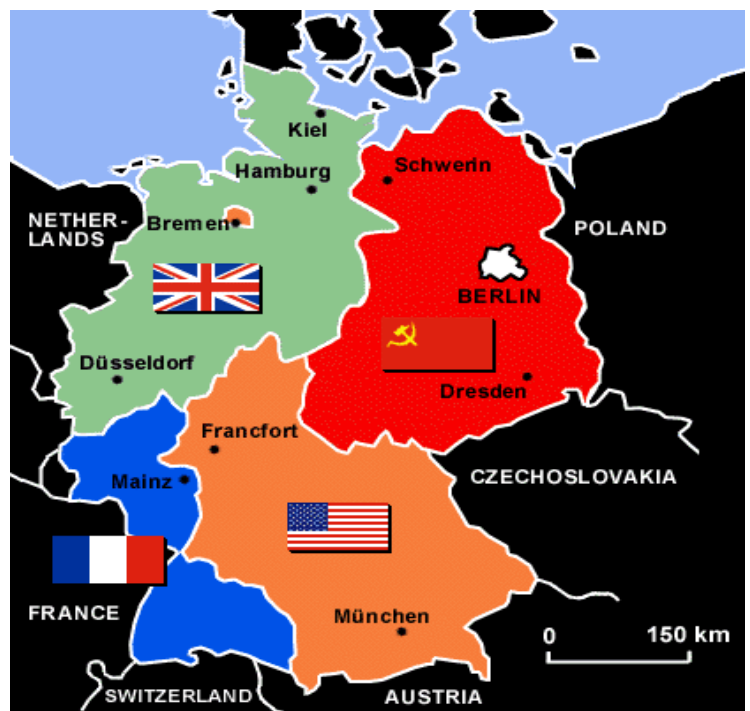 Kiel
Schwerin
Hamburg
NETHER-
LANDS
Bremen
POLAND
BERLIN
Düsseldorf
Dresden
Francfort
Mainz
CZECHOSLOVAKIA
FRANCE
München
0 150 km
SWITZERLAND
AUSTRIA